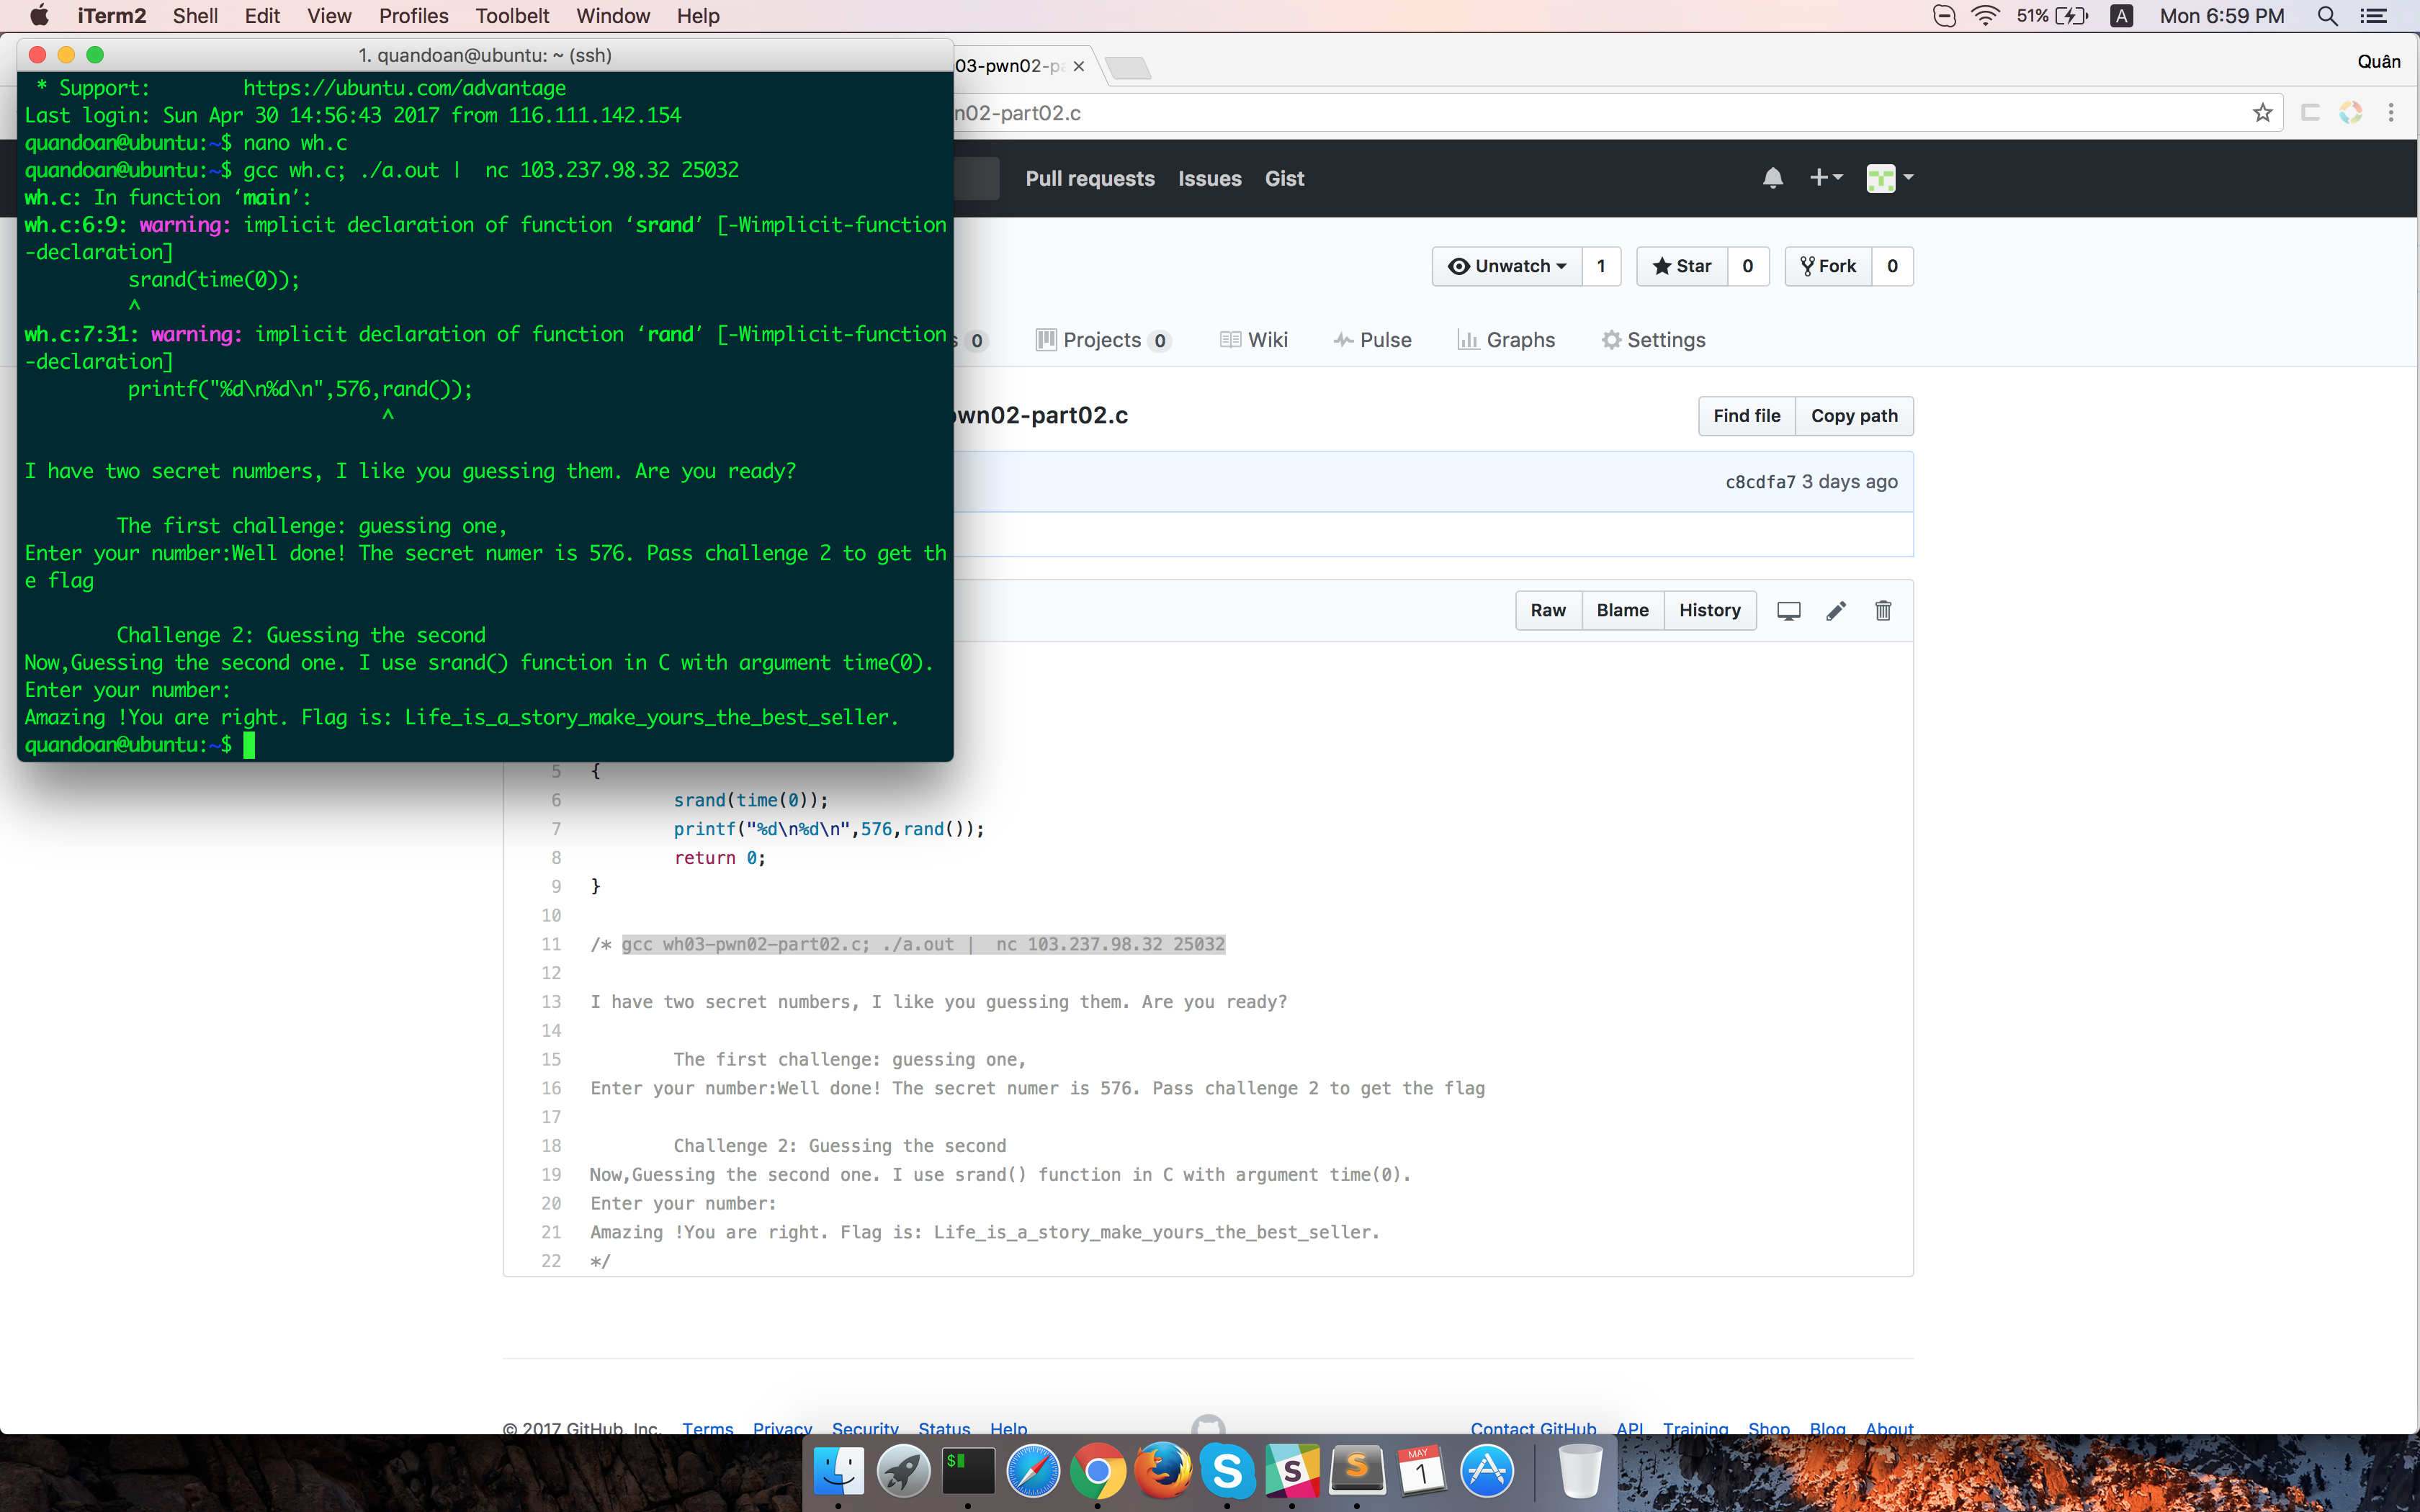 iTerm2 Shell Edit View Profiles Toolbelt Window Help 51% A Mon 6:59 PM
1. quandoan@ubuntu: ~ (ssh)
* Support: https://ubuntu.com/advantage
Last login: Sun Apr 30 14:56:43 2017 from 116.111.142.154
quandoan@ubuntu:~$ nano wh.c
quandoan@ubuntu:~$ gcc wh.c; ./a.out |  nc 103.237.98.32 25032
wh.c: In function ‘main’:
wh.c:6:9: warning: implicit declaration of function ‘srand’ [-Wimplicit-function
-declaration]
srand(time(0));
^
wh.c:7:31: warning: implicit declaration of function ‘rand’ [-Wimplicit-function
-declaration]
printf("%d\n%d\n",576,rand());
^
I have two secret numbers, I like you guessing them. Are you ready?
The first challenge: guessing one,
Enter your number:Well done! The secret numer is 576. Pass challenge 2 to get th
e flag
Challenge 2: Guessing the second
Now,Guessing the second one. I use srand() function in C with argument time(0).
Enter your number:
Amazing !You are right. Flag is: Life_is_a_story_make_yours_the_best_seller.
quandoan@ubuntu:~$
03-pwn02-pa Quân
n02-part02.c
Pull requests Issues Gist
Unwatch 1 Star 0 Fork 0
s 0 Projects 0 Wiki Pulse Graphs Settings
pwn02-part02.c Find file Copy path
c8cdfa7 3 days ago
Raw Blame History
5 {
6 srand(time(0));
7 printf("%d\n%d\n",576,rand());
8 return 0;
9 }
10
11 /* gcc wh03-pwn02-part02.c; ./a.out |  nc 103.237.98.32 25032
12
13 I have two secret numbers, I like you guessing them. Are you ready?
14
15 The first challenge: guessing one,
16 Enter your number:Well done! The secret numer is 576. Pass challenge 2 to get the flag
17
18 Challenge 2: Guessing the second
19 Now,Guessing the second one. I use srand() function in C with argument time(0).
20 Enter your number:
21 Amazing !You are right. Flag is: Life_is_a_story_make_yours_the_best_seller.
22 */
© 2017 GitHub, Inc. Terms Privacy Security Status Help Contact GitHub API Training Shop Blog About
$ S S S MAY 1